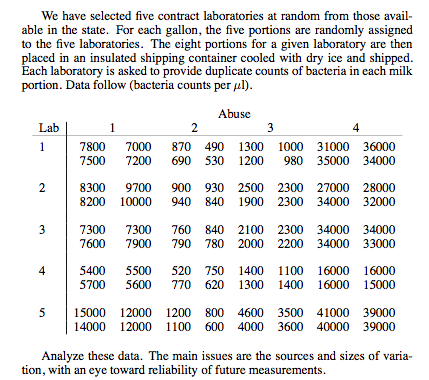 We have selected five contract laboratories at random from those avail-
able in the state. For each gallon, the five portions are randomly assigned
to the five laboratories. The eight portions for a given laboratory are then
placed in an insulated shipping container cooled with dry ice and shipped.
Each laboratory is asked to provide duplicate counts of bacteria in each milk
portion. Data follow (bacteria counts per µl).
Abuse
Lab 1 2 3 4
1 7800 7000 870 490 1300 1000 31000 36000
7500 7200 690 530 1200 980 35000 34000
2 8300 9700 900 930 2500 2300 27000 28000
8200 10000 940 840 1900 2300 34000 32000
3 7300 7300 760 840 2100 2300 34000 34000
7600 7900 790 780 2000 2200 34000 33000
4 5400 5500 520 750 1400 1100 16000 16000
5700 5600 770 620 1300 1400 16000 15000
5 15000 12000 1200 800 4600 3500 41000 39000
14000 12000 1100 600 4000 3600 40000 39000
Analyze these data. The main issues are the sources and sizes of varia-
tion, with an eye toward reliability of future measurements.